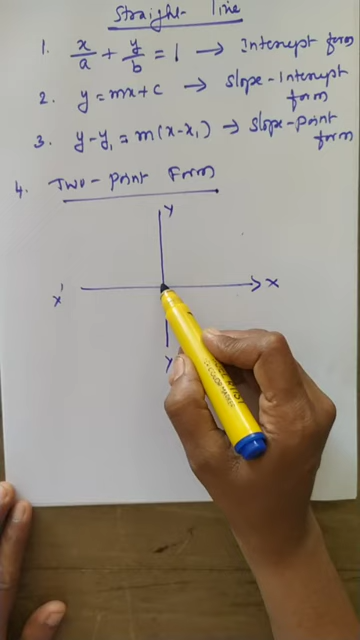 Straight line
1. x/a + y/b = 1 → Intercept form
2. y = mx + c → Slope-Intercept form
3. y - y₁ = m(x - x₁) → Slope-Point form
4. Two-Point Form
Y
X' X